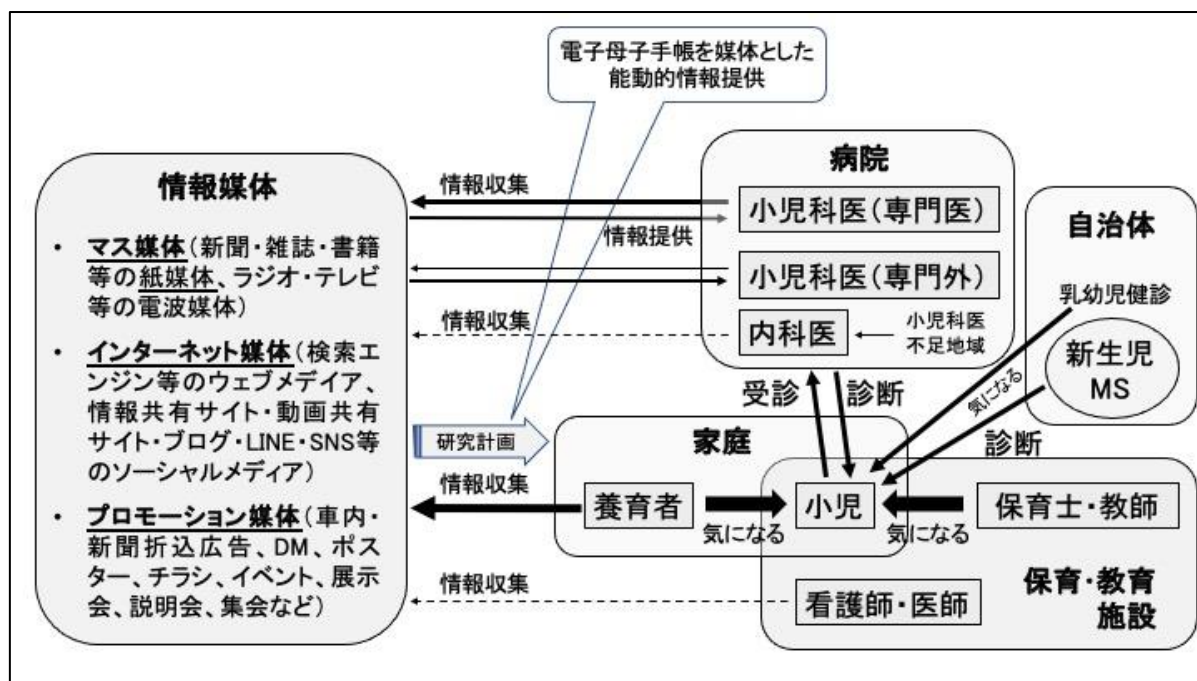 電子母子手帳を媒体とした
能動的情報提供
情報媒体
・ マス媒体(新聞・雑誌・書籍
等の紙媒体、ラジオ・テレビ
等の電波媒体)
・ インターネット媒体(検索エ
ンジン等のウェブメデイア、
情報共有サイト・動画共有
サイト・ブログ・LINE・SNS等
のソーシャルメディア)
・ プロモーション媒体(車内・
新聞折込広告、DM、ポス
ター、チラシ、イベント、展示
会、説明会、集会など)
情報収集
情報提供
情報収集
研究計画
情報収集
情報収集
病院
小児科医(専門医)
小児科医(専門外)
内科医
小児科医
不足地域
受診
診断
自治体
乳幼児健診
新生児
MS
気になる
診断
家庭
養育者
気になる
小児
気になる
保育士・教師
看護師・医師
保育・教育
施設